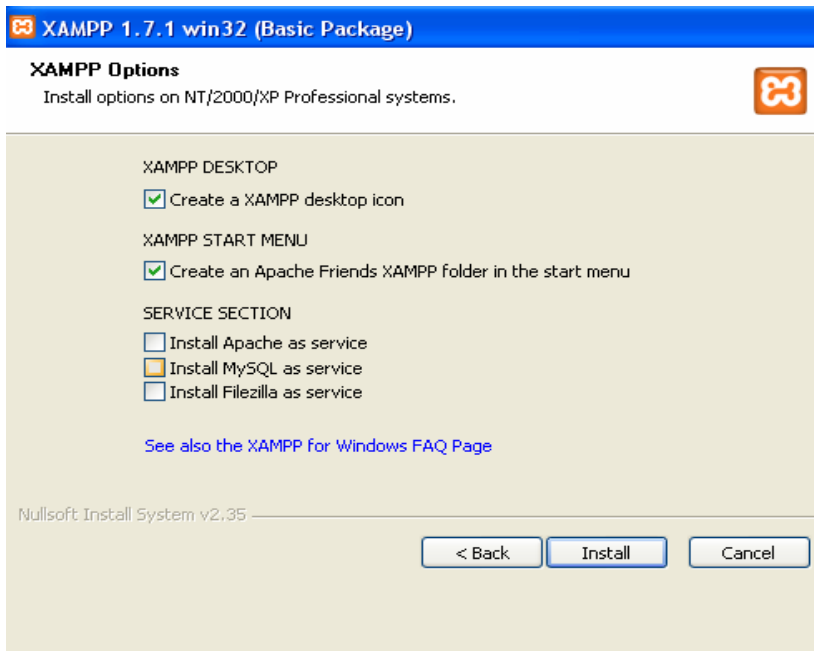 XAMPP 1.7.1 win32 (Basic Package)
XAMPP Options
Install options on NT/2000/XP Professional systems.
XAMPP DESKTOP
Create a XAMPP desktop icon
XAMPP START MENU
Create an Apache Friends XAMPP folder in the start menu
SERVICE SECTION
Install Apache as service
Install MySQL as service
Install Filezilla as service
See also the XAMPP for Windows FAQ Page
Nullsoft Install System v2.35
< Back Install Cancel